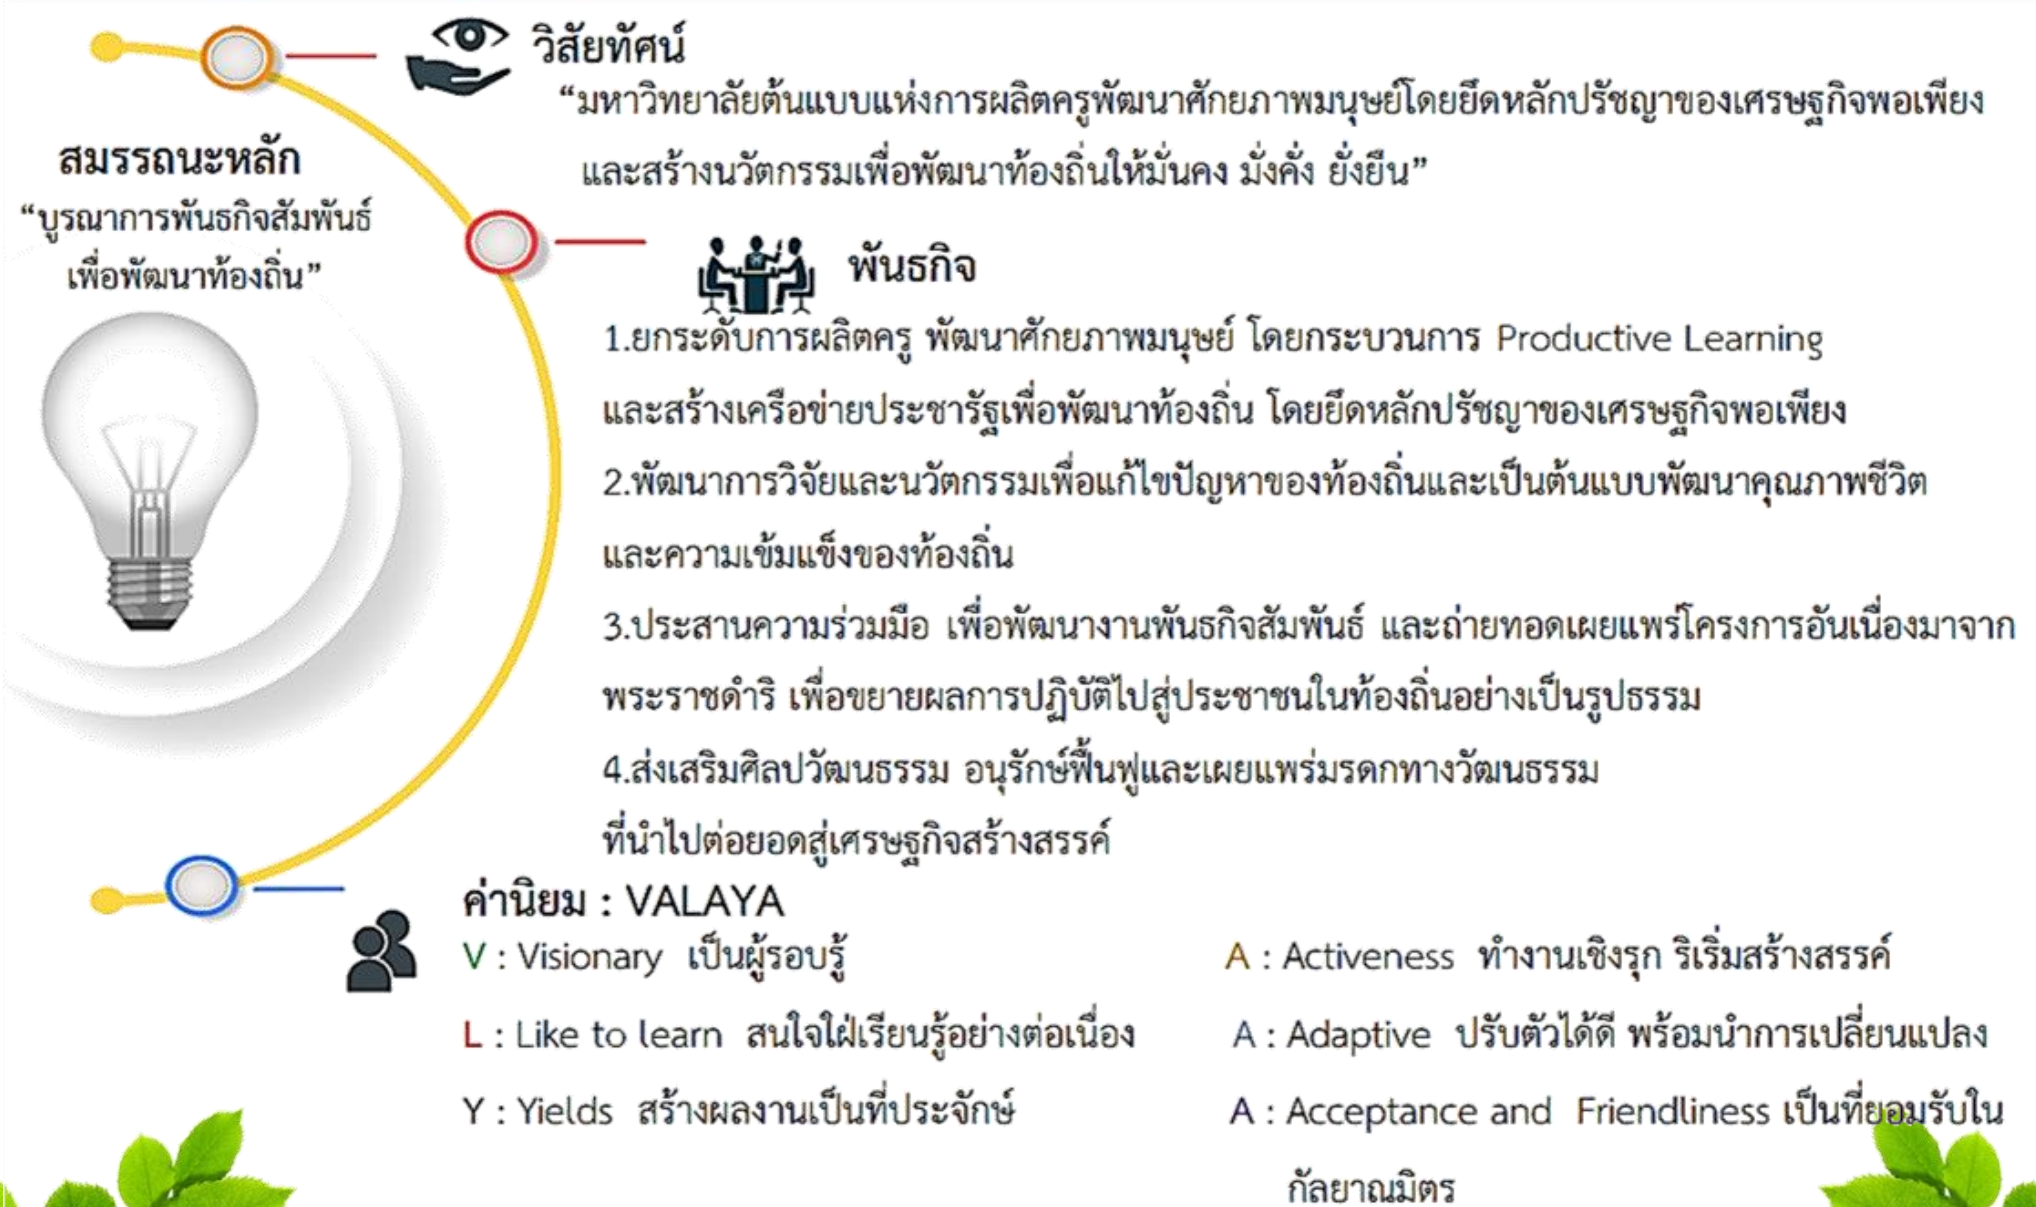 วิสัยทัศน์
“มหาวิทยาลัยต้นแบบแห่งการผลิตครูพัฒนาศักยภาพมนุษย์โดยยึดหลักปรัชญาของเศรษฐกิจพอเพียง
และสร้างนวัตกรรมเพื่อพัฒนาท้องถิ่นให้มั่นคง มั่งคั่ง ยั่งยืน”
สมรรถนะหลัก
“บูรณาการพันธกิจสัมพันธ์
เพื่อพัฒนาท้องถิ่น”
พันธกิจ
1.ยกระดับการผลิตครู พัฒนาศักยภาพมนุษย์ โดยกระบวนการ Productive Learning
และสร้างเครือข่ายประชารัฐเพื่อพัฒนาท้องถิ่น โดยยึดหลักปรัชญาของเศรษฐกิจพอเพียง
2.พัฒนาการวิจัยและนวัตกรรมเพื่อแก้ไขปัญหาของท้องถิ่นและเป็นต้นแบบพัฒนาคุณภาพชีวิต
และความเข้มแข็งของท้องถิ่น
3.ประสานความร่วมมือ เพื่อพัฒนางานพันธกิจสัมพันธ์ และถ่ายทอดเผยแพร่โครงการอันเนื่องมาจาก
พระราชดำริ เพื่อขยายผลการปฏิบัติไปสู่ประชาชนในท้องถิ่นอย่างเป็นรูปธรรม
4.ส่งเสริมศิลปวัฒนธรรม อนุรักษ์ฟื้นฟูและเผยแพร่มรดกทางวัฒนธรรม
ที่นำไปต่อยอดสู่เศรษฐกิจสร้างสรรค์
ค่านิยม : VALAYA
V : Visionary เป็นผู้รอบรู้
A : Activeness ทำงานเชิงรุก ริเริ่มสร้างสรรค์
L : Like to learn สนใจใฝ่เรียนรู้อย่างต่อเนื่อง
A : Adaptive ปรับตัวได้ดี พร้อมนำการเปลี่ยนแปลง
Y : Yields สร้างผลงานเป็นที่ประจักษ์
A : Acceptance and Friendliness เป็นที่ยอมรับใน
กัลยาณมิตร